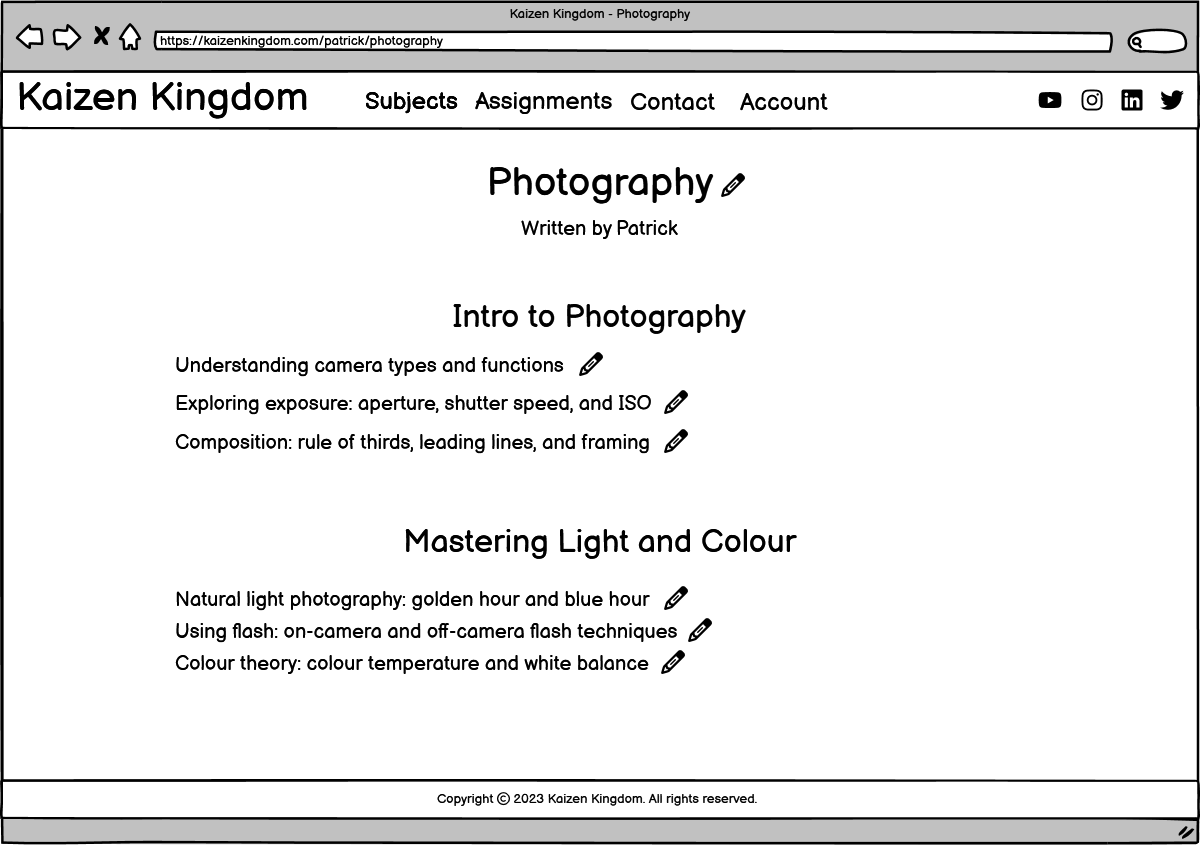 Kaizen Kingdom - Photography
https://kaizenkingdom.com/patrick/photography
Kaizen Kingdom Subjects Assignments Contact Account
Photography
Written by Patrick
Intro to Photography
Understanding camera types and functions
Exploring exposure: aperture, shutter speed, and ISO
Composition: rule of thirds, leading lines, and framing
Mastering Light and Colour
Natural light photography: golden hour and blue hour
Using flash: on-camera and off-camera flash techniques
Colour theory: colour temperature and white balance
Copyright © 2023 Kaizen Kingdom. All rights reserved.